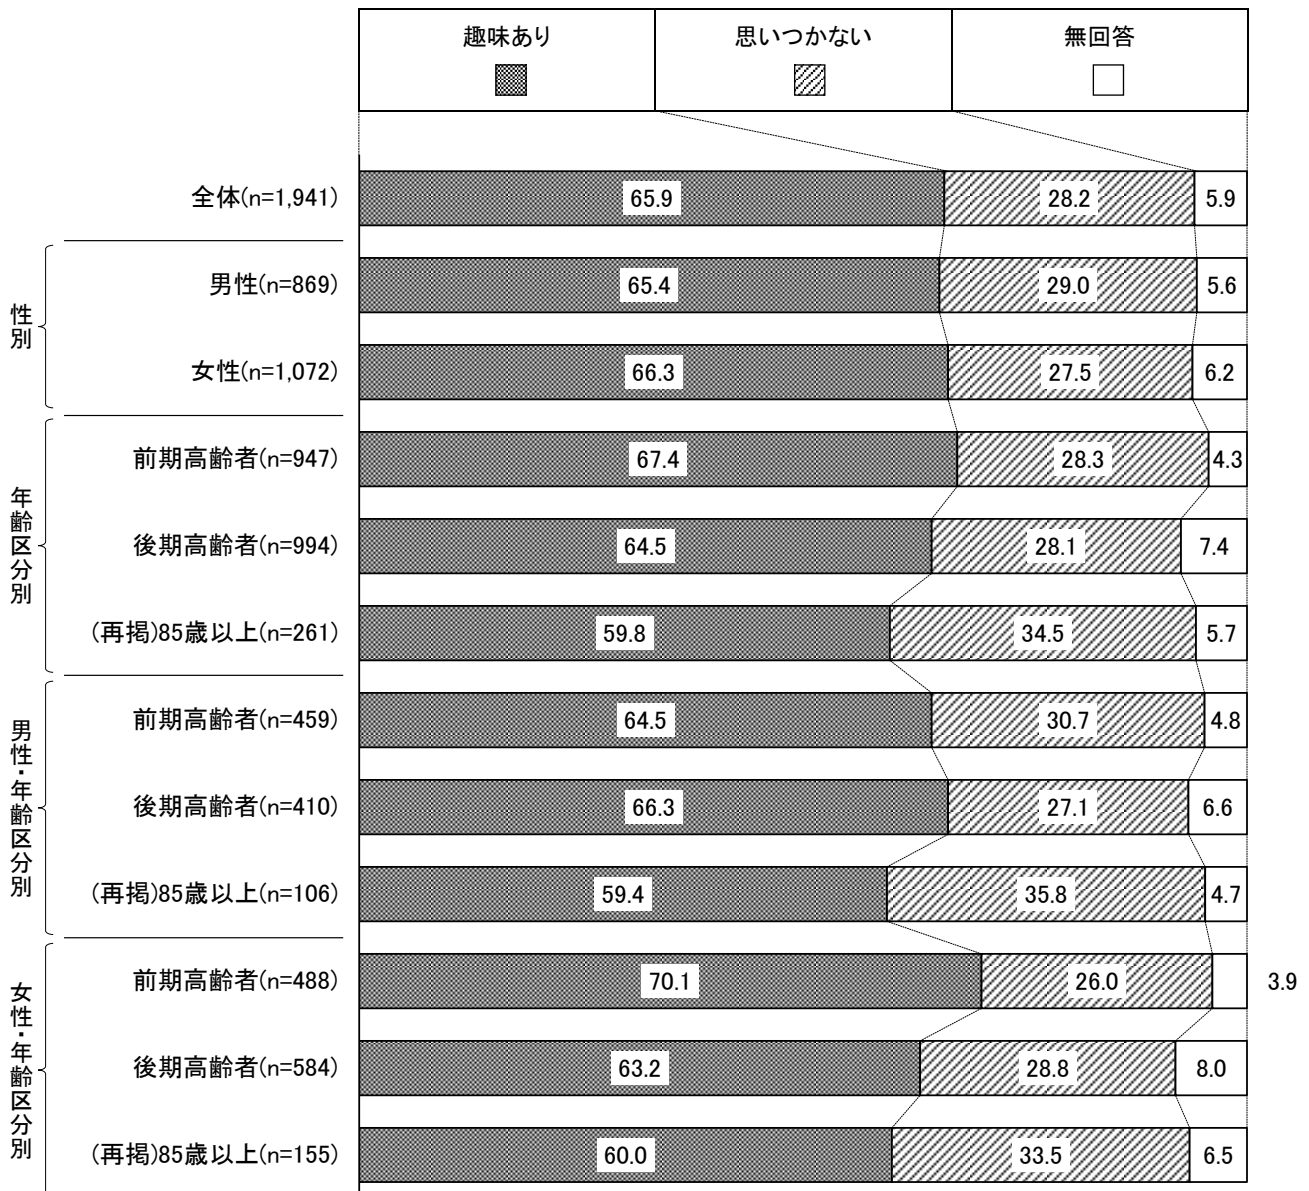 趣味あり 思いつかない 無回答
全体(n=1,941) 65.9 28.2 5.9
性別
男性(n=869) 65.4 29.0 5.6
女性(n=1,072) 66.3 27.5 6.2
年齢区分別
前期高齢者(n=947) 67.4 28.3 4.3
後期高齢者(n=994) 64.5 28.1 7.4
(再掲)85歳以上(n=261) 59.8 34.5 5.7
男性・年齢区分別
前期高齢者(n=459) 64.5 30.7 4.8
後期高齢者(n=410) 66.3 27.1 6.6
(再掲)85歳以上(n=106) 59.4 35.8 4.7
女性・年齢区分別
前期高齢者(n=488) 70.1 26.0 3.9
後期高齢者(n=584) 63.2 28.8 8.0
(再掲)85歳以上(n=155) 60.0 33.5 6.5